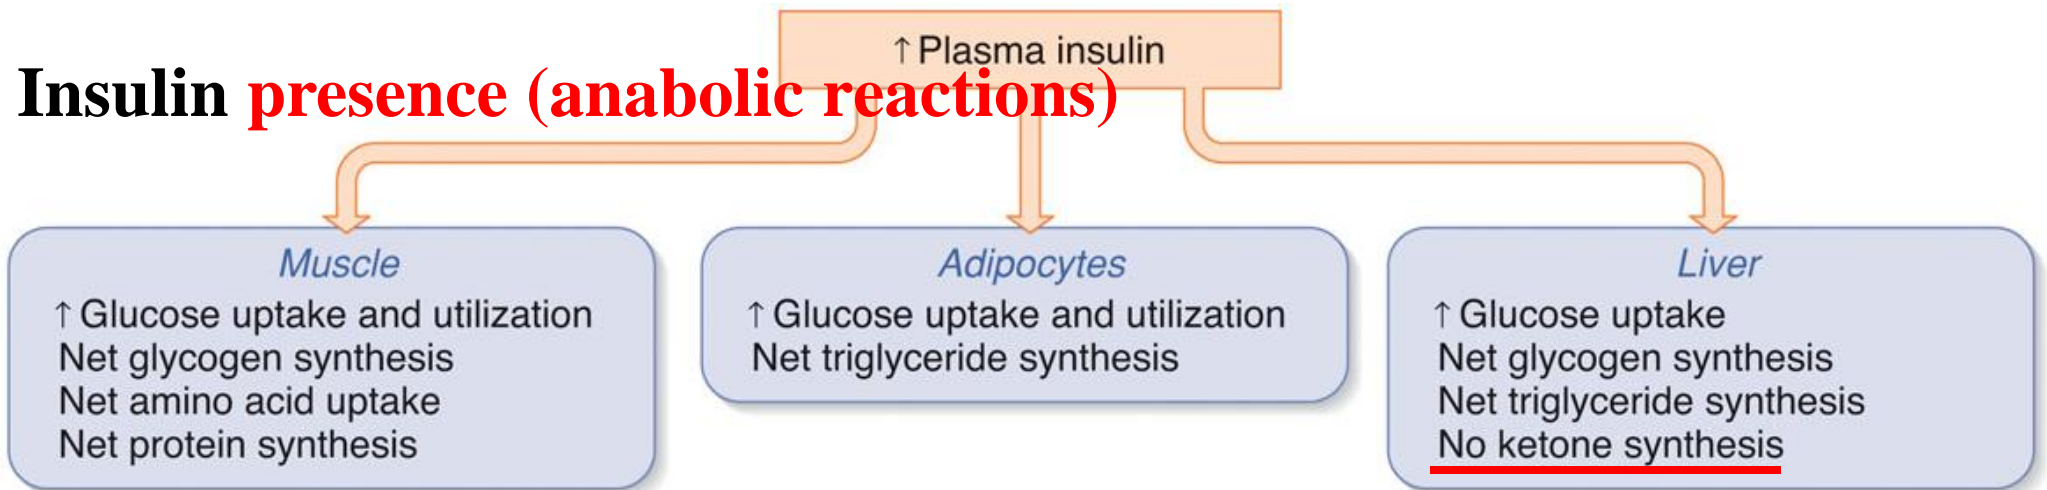 ↑ Plasma insulin
Insulin presence (anabolic reactions)
Muscle
↑ Glucose uptake and utilization
Net glycogen synthesis
Net amino acid uptake
Net protein synthesis
Adipocytes
↑ Glucose uptake and utilization
Net triglyceride synthesis
Liver
↑ Glucose uptake
Net glycogen synthesis
Net triglyceride synthesis
No ketone synthesis